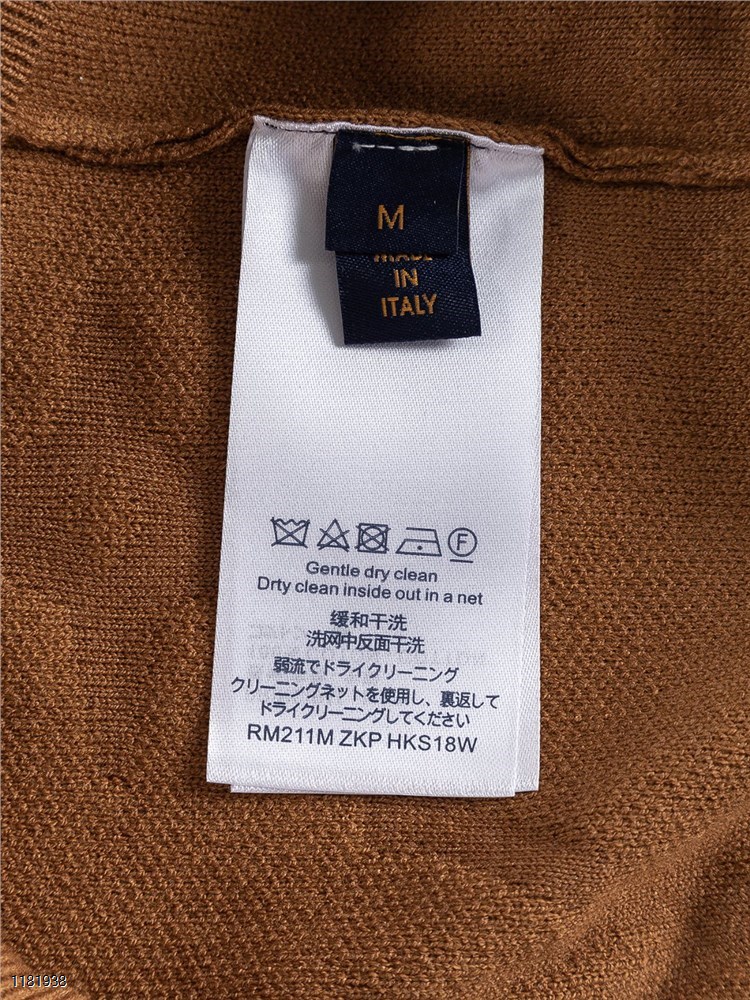 M
IN
ITALY
F
Gentle dry clean
Drty clean inside out in a net
缓和干洗
洗网中反面干洗
弱流でドライクリーニング
クリーニングネットを使用し、裏返して
ドライクリーニングしてください
RM211M ZKP HKS18W
1181938